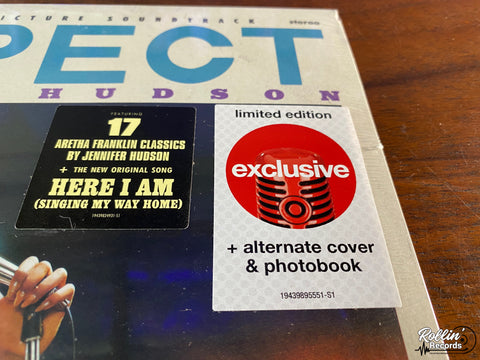 PICTURE SOUNDTRACK stereo
PECT
HUDSON
FEATURING
17
ARETHA FRANKLIN CLASSICS
BY JENNIFER HUDSON
+ THE NEW ORIGINAL SONG
HERE I AM
(SINGING MY WAY HOME)
limited edition
exclusive
+ alternate cover
& photobook
19439895551-S1
Rollin'
Records